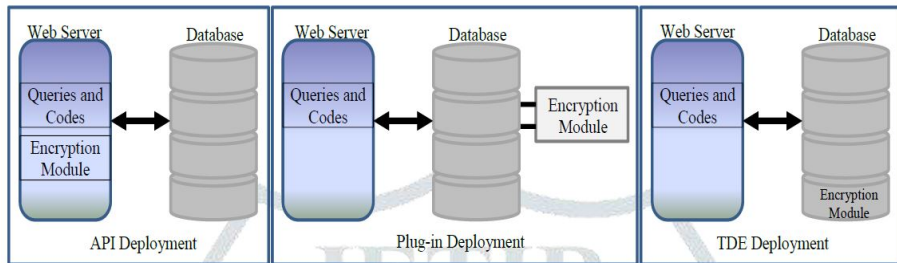 Web Server
Database
Queries and
Codes
Encryption
Module
API Deployment
Web Server
Database
Queries and
Codes
Encryption
Module
Plug-in Deployment
Web Server
Database
Queries and
Codes
Encryption
Module
TDE Deployment